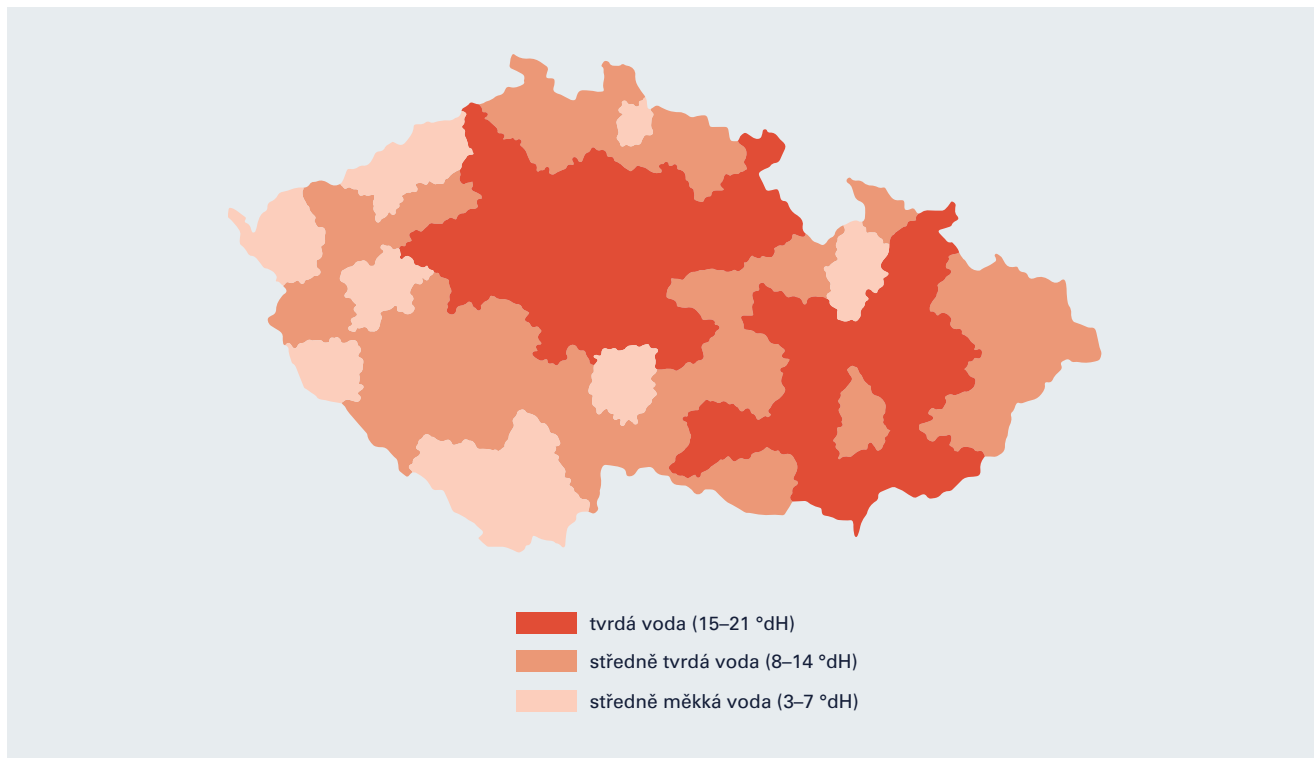 tvrdá voda (15–21 °dH)
středně tvrdá voda (8–14 °dH)
středně měkká voda (3–7 °dH)